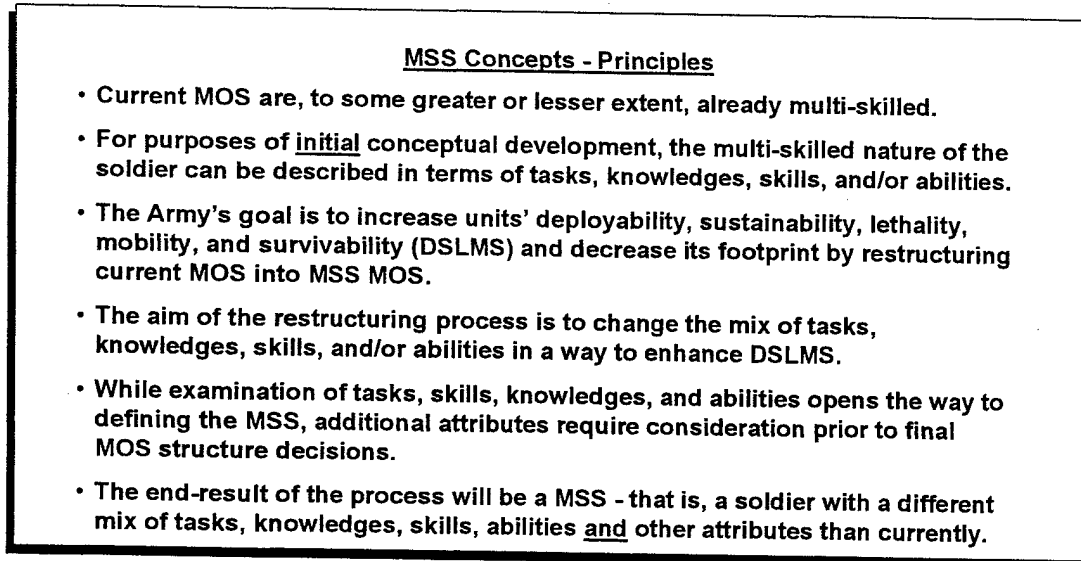 MSS Concepts - Principles
• Current MOS are, to some greater or lesser extent, already multi-skilled.
• For purposes of initial conceptual development, the multi-skilled nature of the
soldier can be described in terms of tasks, knowledges, skills, and/or abilities.
• The Army's goal is to increase units' deployability, sustainability, lethality,
mobility, and survivability (DSLMS) and decrease its footprint by restructuring
current MOS into MSS MOS.
• The aim of the restructuring process is to change the mix of tasks,
knowledges, skills, and/or abilities in a way to enhance DSLMS.
• While examination of tasks, skills, knowledges, and abilities opens the way to
defining the MSS, additional attributes require consideration prior to final
MOS structure decisions.
• The end-result of the process will be a MSS - that is, a soldier with a different
mix of tasks, knowledges, skills, abilities and other attributes than currently.